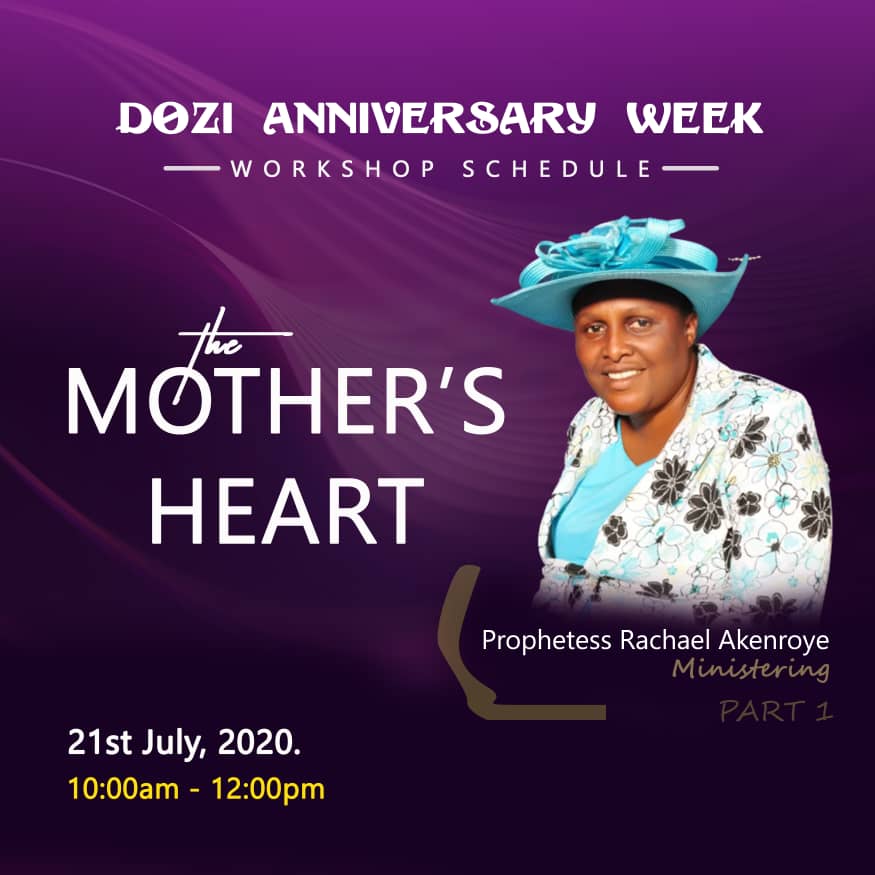 DOZI ANNIVERSARY WEEK
WORKSHOP SCHEDULE
the
MOTHER'S
HEART
Prophetess Rachael Akenroye
Ministering
PART 1
21st July, 2020.
10:00am - 12:00pm